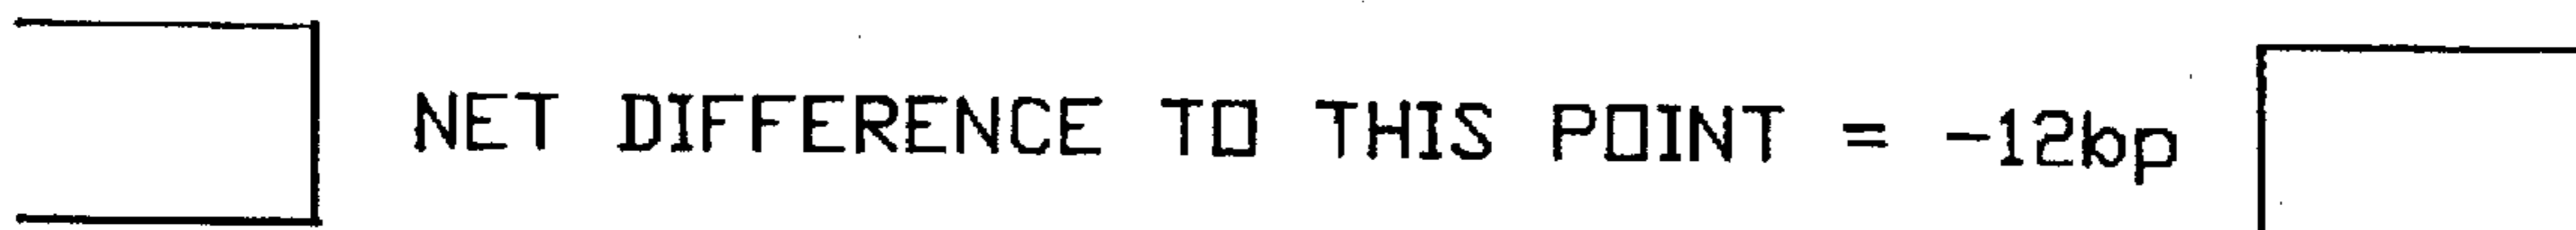 NET DIFFERENCE TO THIS POINT = -12bp